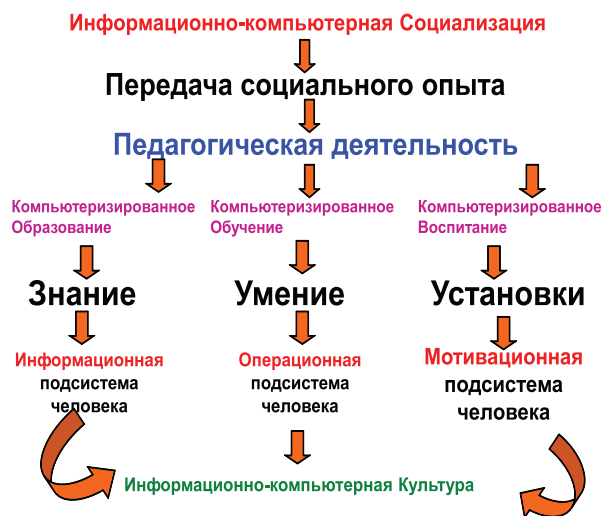 Информационно-компьютерная Социализация
Передача социального опыта
Педагогическая деятельность
Компьютеризированное
Образование
Компьютеризированное
Обучение
Компьютеризированное
Воспитание
Знание
Умение
Установки
Информационная
подсистема
человека
Операционная
подсистема
человека
Мотивационная
подсистема
человека
Информационно-компьютерная Культура